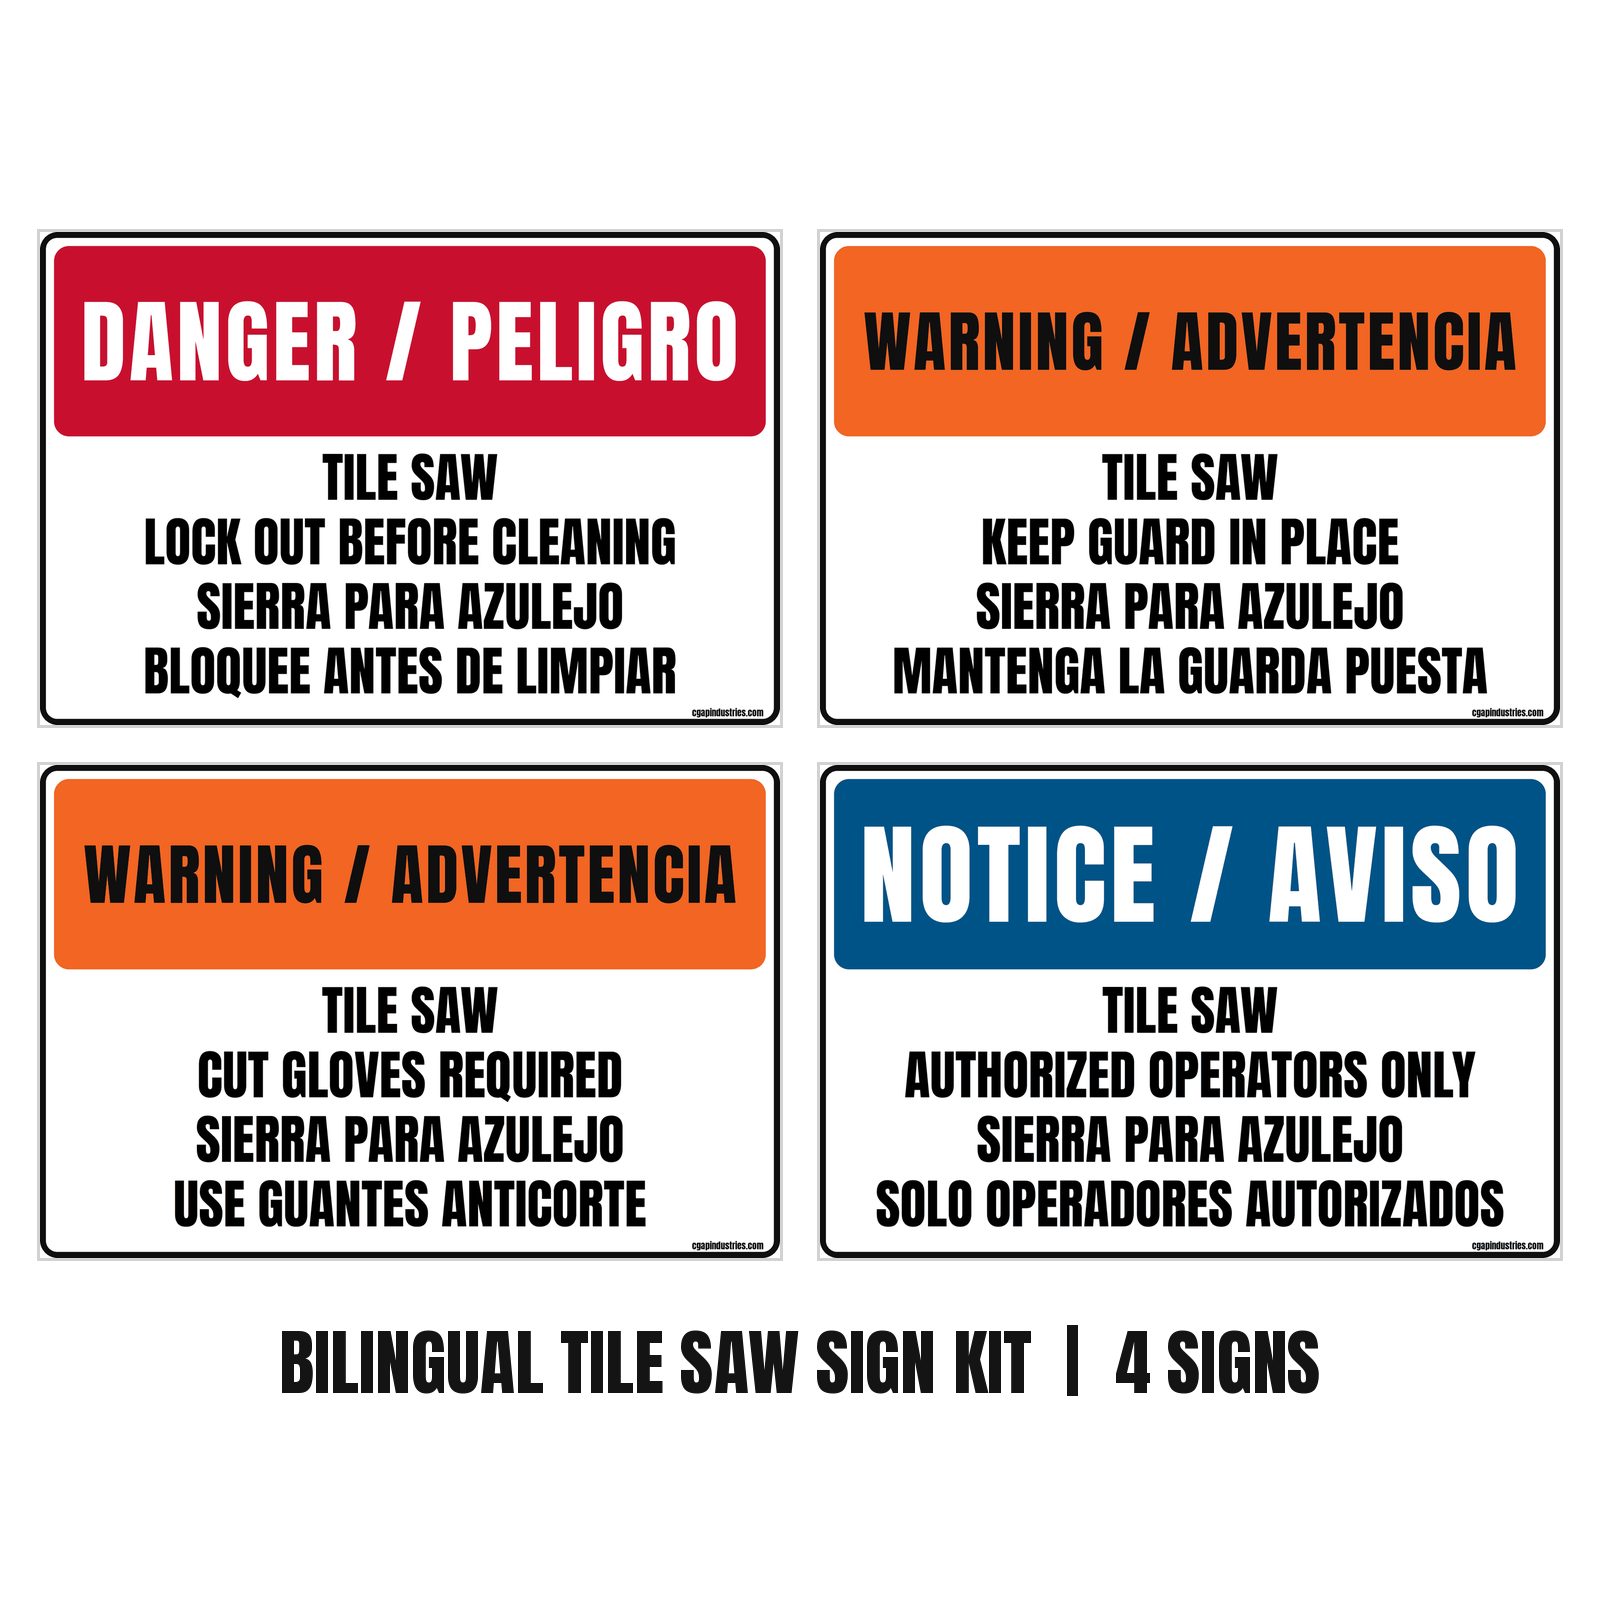 DANGER / PELIGRO
TILE SAW
LOCK OUT BEFORE CLEANING
SIERRA PARA AZULEJO
BLOQUEE ANTES DE LIMPIAR
cgapindustries.com
WARNING / ADVERTENCIA
TILE SAW
KEEP GUARD IN PLACE
SIERRA PARA AZULEJO
MANTENGA LA GUARDA PUESTA
cgapindustries.com
WARNING / ADVERTENCIA
TILE SAW
CUT GLOVES REQUIRED
SIERRA PARA AZULEJO
USE GUANTES ANTICORTE
cgapindustries.com
NOTICE / AVISO
TILE SAW
AUTHORIZED OPERATORS ONLY
SIERRA PARA AZULEJO
SOLO OPERADORES AUTORIZADOS
cgapindustries.com
BILINGUAL TILE SAW SIGN KIT | 4 SIGNS